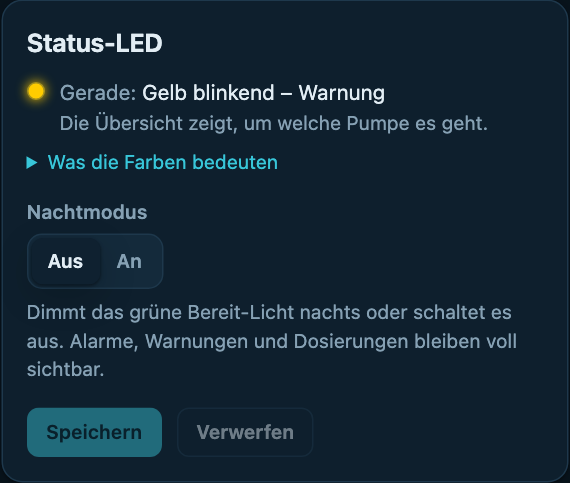 Status-LED
Gerade: Gelb blinkend – Warnung
Die Übersicht zeigt, um welche Pumpe es geht.
Was die Farben bedeuten
Nachtmodus
Aus An
Dimmt das grüne Bereit-Licht nachts oder schaltet es
aus. Alarme, Warnungen und Dosierungen bleiben voll
sichtbar.
Speichern Verwerfen